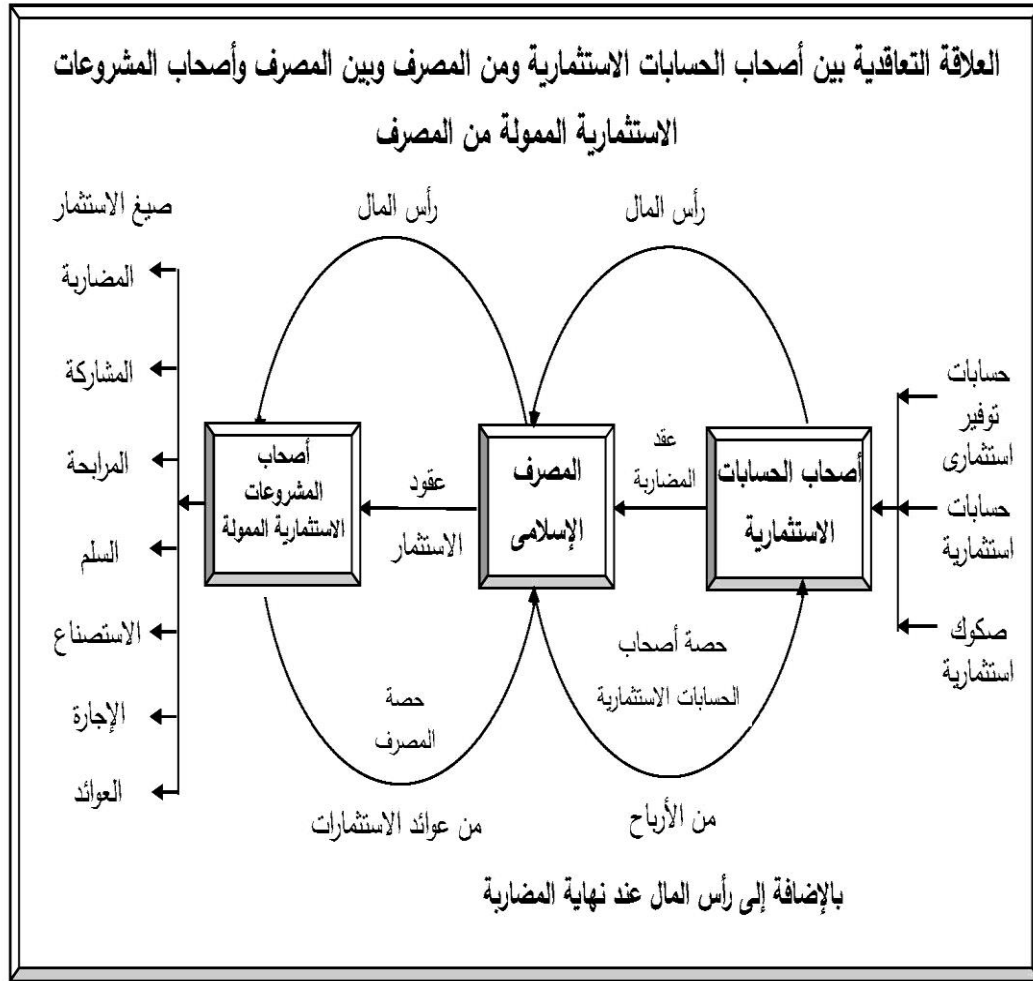 العلاقة التعاقدية بين أصحاب الحسابات الاستثمارية ومن المصرف وبين المصرف وأصحاب المشروعات
الاستثمارية الممولة من المصرف
رأس المال
رأس المال
صيغ الاستثمار
المضاربة
المشاركة
المرابحة
السلم
الاستصناع
الإجارة
العوائد
حسابات
توفير
استثمارى
حسابات
استثمارية
صكوك
استثمارية
أصحاب الحسابات
الاستثمارية
عقد
المضاربة
المصرف
الإسلامى
عقود
الاستثمار
أصحاب
المشروعات
الاستثمارية الممولة
حصة أصحاب
الحسابات الاستثمارية
من الأرباح
حصة
المصرف
من عوائد الاستثمارات
بالإضافة إلى رأس المال عند نهاية المضاربة